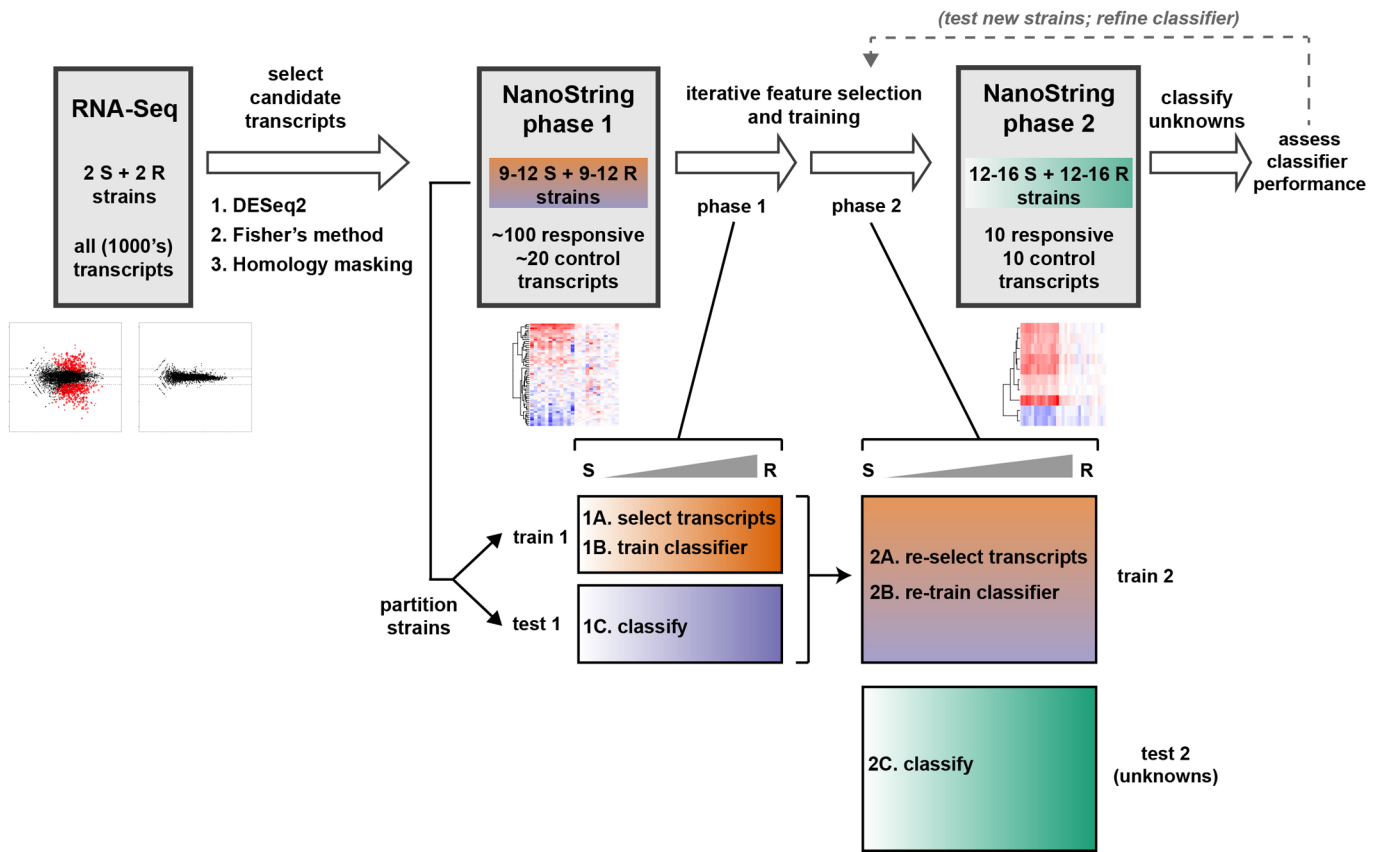 (test new strains; refine classifier)
RNA-Seq
2 S + 2 R
strains
all (1000's)
transcripts
select
candidate
transcripts
1. DESeq2
2. Fisher's method
3. Homology masking
NanoString
phase 1
9-12 S + 9-12 R
strains
~100 responsive
~20 control
transcripts
iterative feature selection
and training
phase 1
phase 2
NanoString
phase 2
12-16 S + 12-16 R
strains
10 responsive
10 control
transcripts
classify
unknowns
assess
classifier
performance
S
R
S
R
partition
strains
train 1
1A. select transcripts
1B. train classifier
test 1
1C. classify
2A. re-select transcripts
2B. re-train classifier
train 2
2C. classify
test 2
(unknowns)